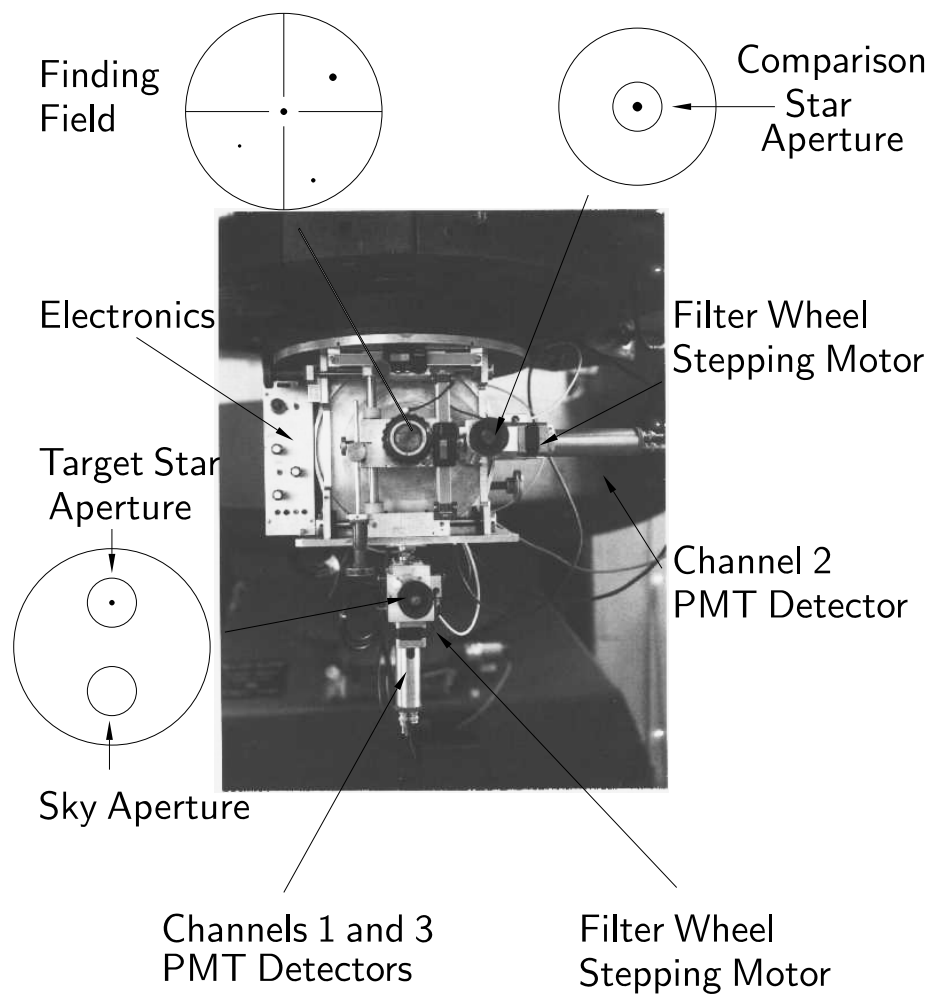 Finding
Field
Comparison
Star
Aperture
Electronics
Filter Wheel
Stepping Motor
Target Star
Aperture
Channel 2
PMT Detector
Sky Aperture
Channels 1 and 3
PMT Detectors
Filter Wheel
Stepping Motor